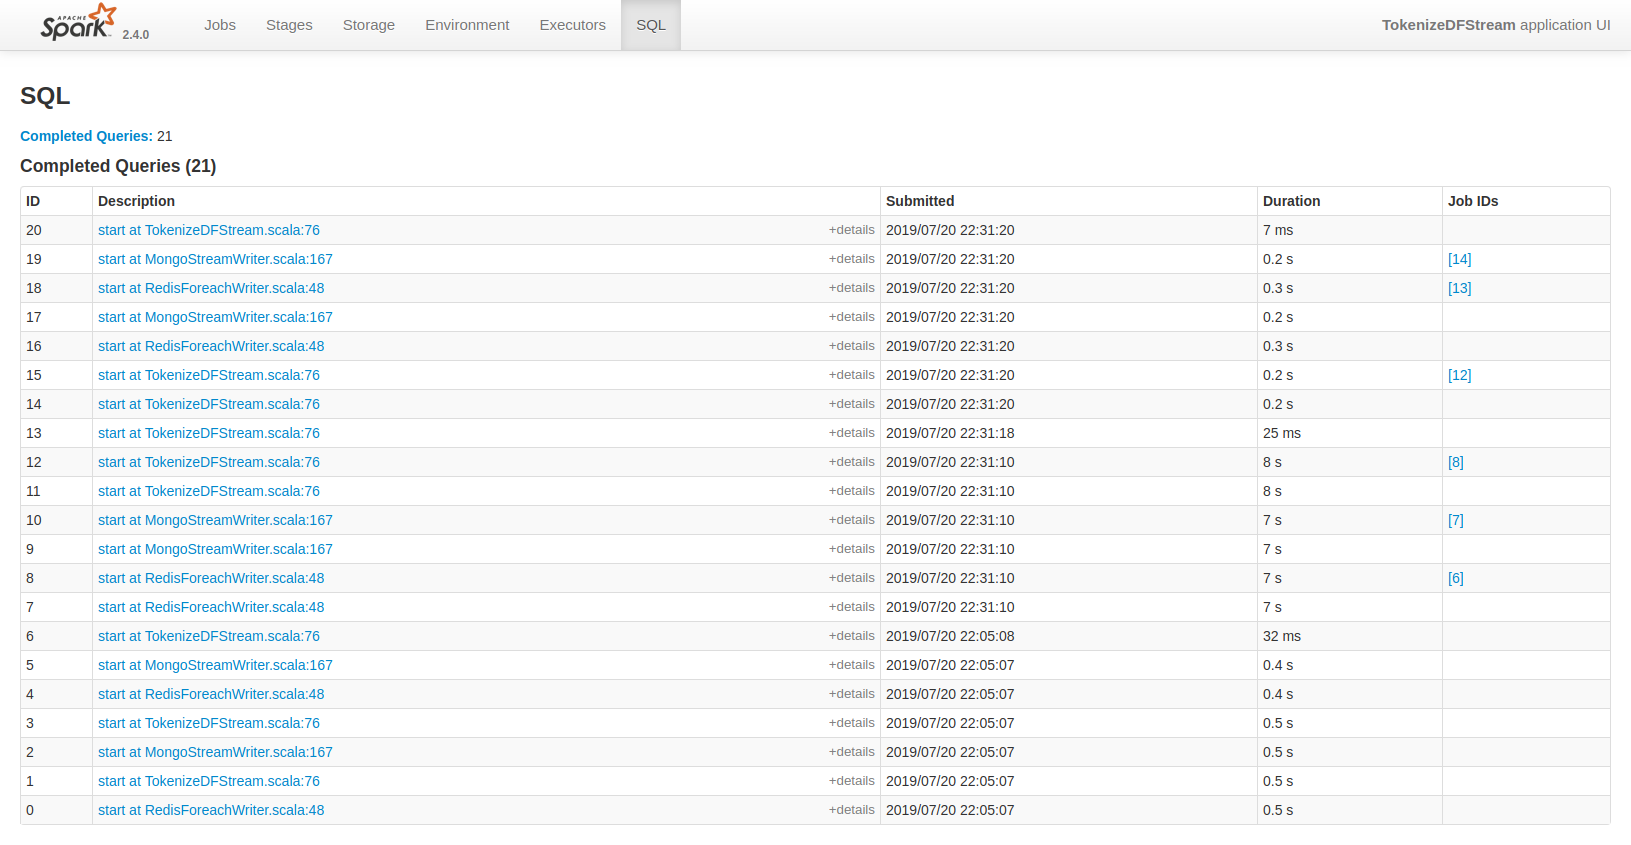 APACHE
Spark 2.4.0 Jobs Stages Storage Environment Executors SQL TokenizeDFStream application UI
SQL
Completed Queries: 21
Completed Queries (21)
ID Description Submitted Duration Job IDs
20 start at TokenizeDFStream.scala:76 +details 2019/07/20 22:31:20 7 ms
19 start at MongoStreamWriter.scala:167 +details 2019/07/20 22:31:20 0.2 s [14]
18 start at RedisForeachWriter.scala:48 +details 2019/07/20 22:31:20 0.3 s [13]
17 start at MongoStreamWriter.scala:167 +details 2019/07/20 22:31:20 0.2 s
16 start at RedisForeachWriter.scala:48 +details 2019/07/20 22:31:20 0.3 s
15 start at TokenizeDFStream.scala:76 +details 2019/07/20 22:31:20 0.2 s [12]
14 start at TokenizeDFStream.scala:76 +details 2019/07/20 22:31:20 0.2 s
13 start at TokenizeDFStream.scala:76 +details 2019/07/20 22:31:18 25 ms
12 start at TokenizeDFStream.scala:76 +details 2019/07/20 22:31:10 8 s [8]
11 start at TokenizeDFStream.scala:76 +details 2019/07/20 22:31:10 8 s
10 start at MongoStreamWriter.scala:167 +details 2019/07/20 22:31:10 7 s [7]
9 start at MongoStreamWriter.scala:167 +details 2019/07/20 22:31:10 7 s
8 start at RedisForeachWriter.scala:48 +details 2019/07/20 22:31:10 7 s [6]
7 start at RedisForeachWriter.scala:48 +details 2019/07/20 22:31:10 7 s
6 start at TokenizeDFStream.scala:76 +details 2019/07/20 22:05:08 32 ms
5 start at MongoStreamWriter.scala:167 +details 2019/07/20 22:05:07 0.4 s
4 start at RedisForeachWriter.scala:48 +details 2019/07/20 22:05:07 0.4 s
3 start at TokenizeDFStream.scala:76 +details 2019/07/20 22:05:07 0.5 s
2 start at MongoStreamWriter.scala:167 +details 2019/07/20 22:05:07 0.5 s
1 start at TokenizeDFStream.scala:76 +details 2019/07/20 22:05:07 0.5 s
0 start at RedisForeachWriter.scala:48 +details 2019/07/20 22:05:07 0.5 s